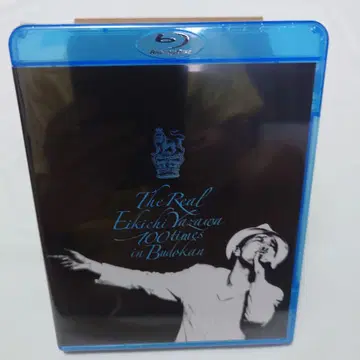 Blu-ray Disc
The Real
Eikichi Yazawa
100times
in Budokan